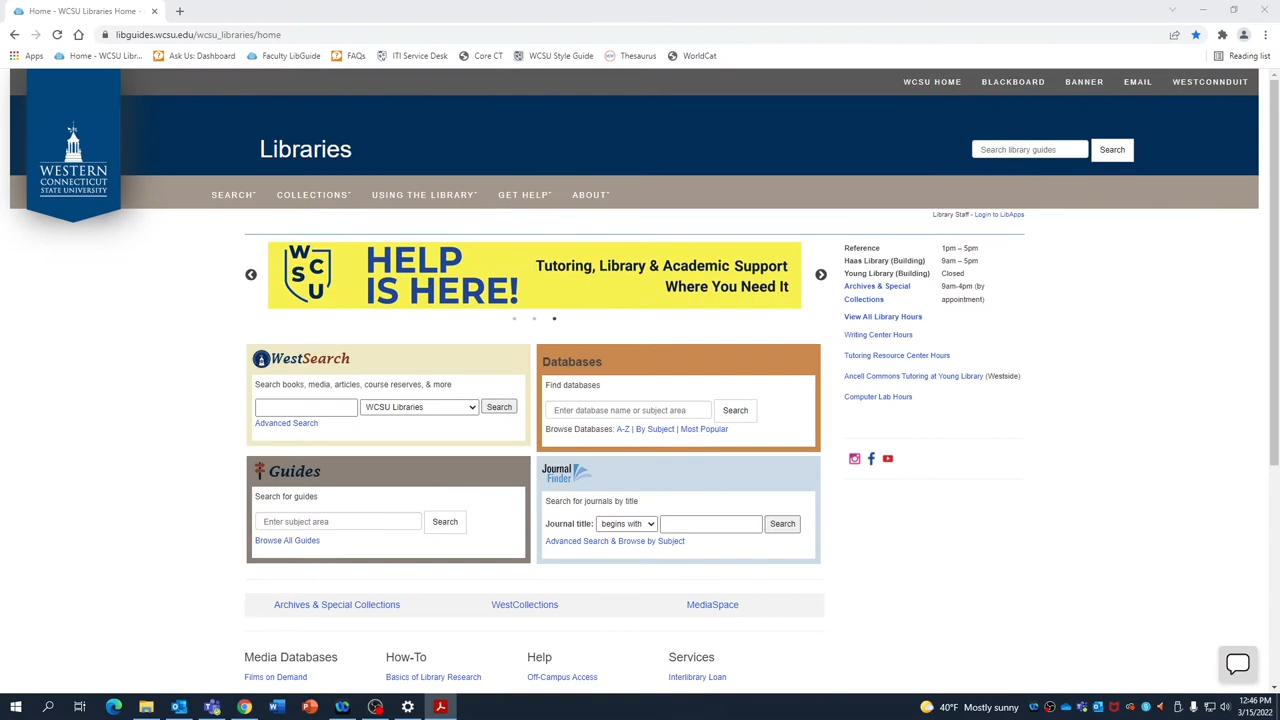 Home - WCSU Libraries Home -
libguides.wcsu.edu/wcsu_libraries/home
Apps
Home - WCSU Libr...
Ask Us: Dashboard
Faculty LibGuide
FAQs
ITI Service Desk
Core CT
WCSU Style Guide
Thesaurus
WorldCat
Reading list
WCSU HOME
BLACKBOARD
BANNER
EMAIL
WESTCONNDUIT
WESTERN
CONNECTICUT
STATE UNIVERSITY
Libraries
Search library guides
Search
SEARCH
COLLECTIONS
USING THE LIBRARY
GET HELP
ABOUT
Library Staff - Login to LibApps
WCSU
HELP
IS HERE!
Tutoring, Library & Academic Support
Where You Need It
Reference 1pm – 5pm
Haas Library (Building) 9am – 5pm
Young Library (Building) Closed
Archives & Special Collections 9am-4pm (by appointment)
View All Library Hours
Writing Center Hours
Tutoring Resource Center Hours
Ancell Commons Tutoring at Young Library (Westside)
Computer Lab Hours
WestSearch
Search books, media, articles, course reserves, & more
WCSU Libraries
Search
Advanced Search
Databases
Find databases
Enter database name or subject area
Search
Browse Databases: A-Z | By Subject | Most Popular
Guides
Search for guides
Enter subject area
Search
Browse All Guides
Journal
Finder
Search for journals by title
Journal title: begins with
Search
Advanced Search & Browse by Subject
Archives & Special Collections
WestCollections
MediaSpace
Media Databases
How-To
Help
Services
Films on Demand
Basics of Library Research
Off-Campus Access
Interlibrary Loan
40°F Mostly sunny
12:46 PM
3/15/2022